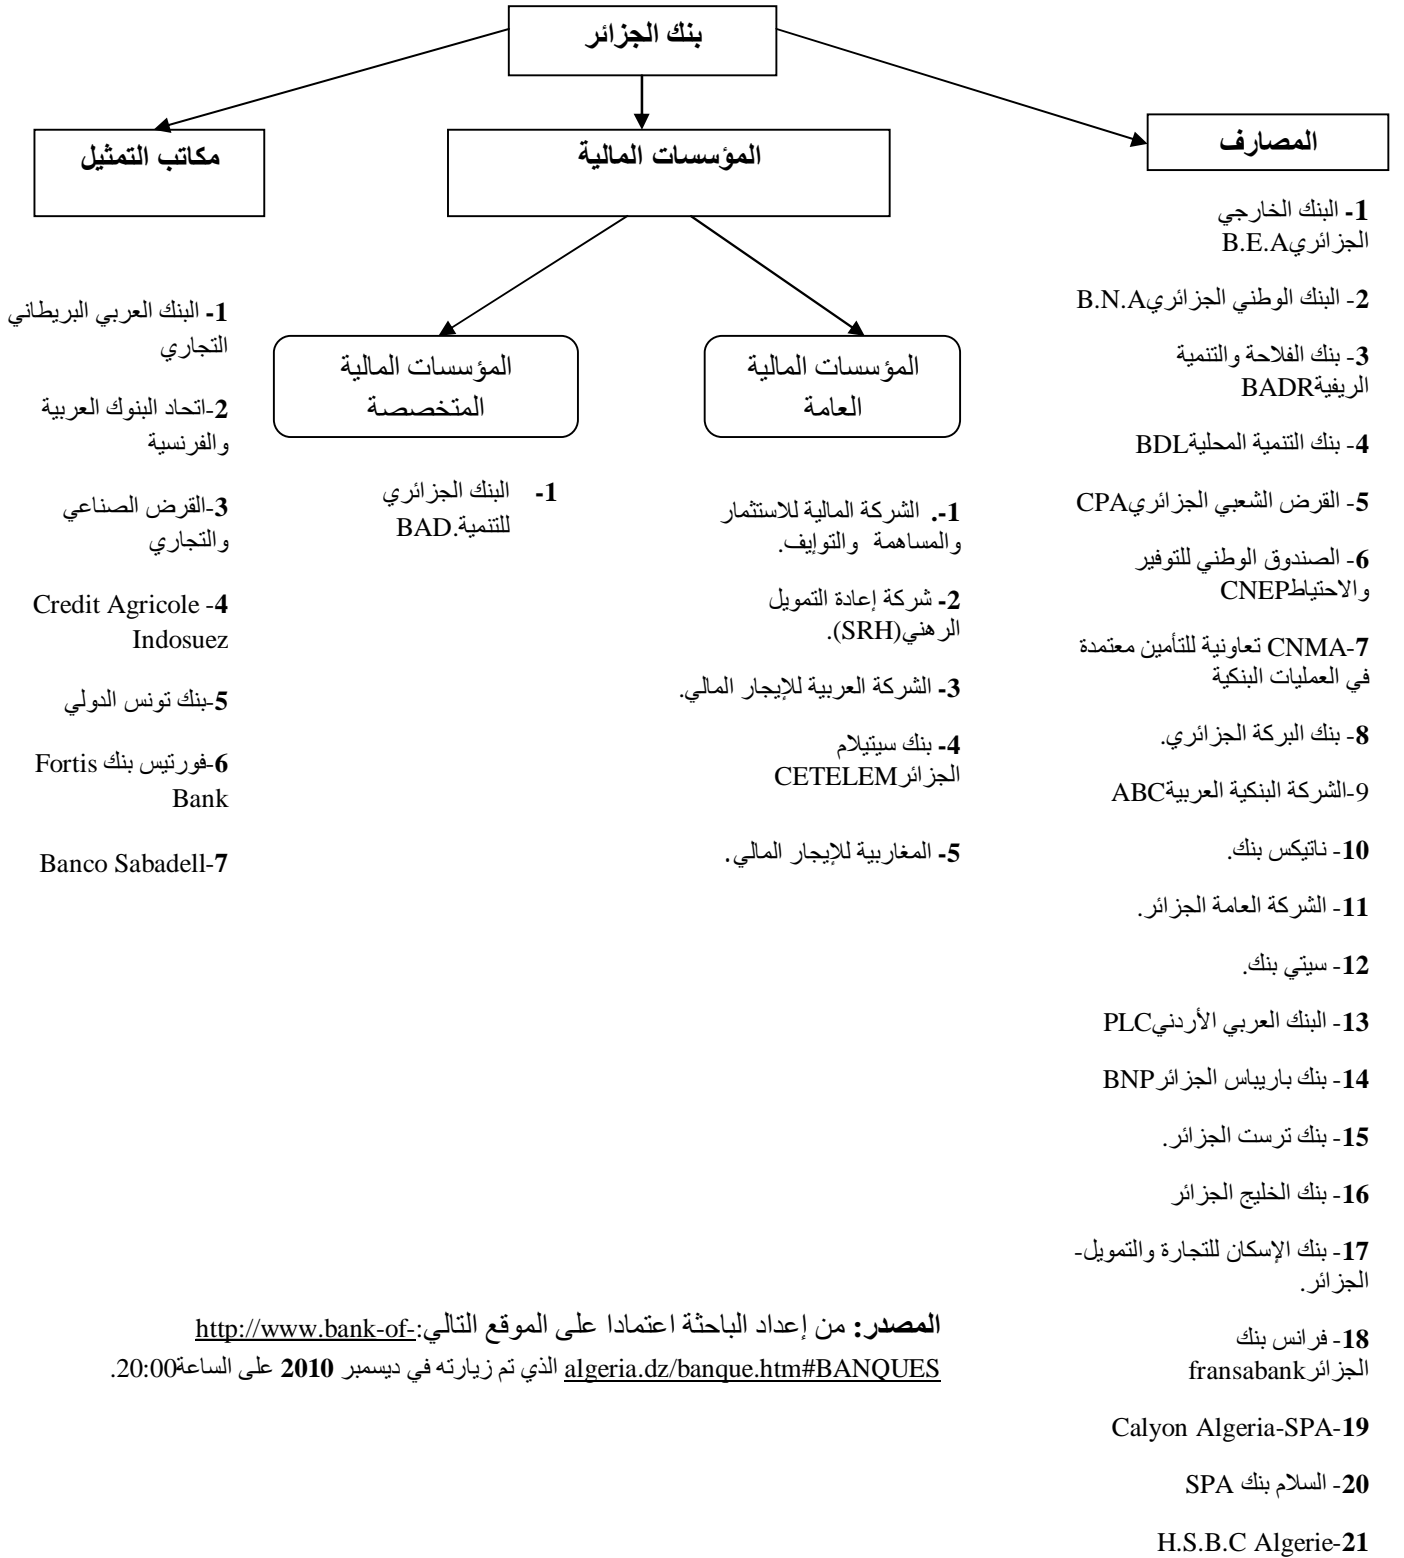 بنك الجزائر
المصارف
المؤسسات المالية
مكاتب التمثيل
1- البنك الخارجي
الجزائريB.E.A
2- البنك الوطني الجزائريB.N.A
3- بنك الفلاحة والتنمية
الريفيةBADR
4- بنك التنمية المحليةBDL
5- القرض الشعبي الجزائريCPA
6- الصندوق الوطني للتوفير
والاحتياطCNEP
7-CNMA تعاونية للتأمين معتمدة
في العمليات البنكية
8- بنك البركة الجزائري.
9-الشركة البنكية العربيةABC
10- ناتيكس بنك.
11- الشركة العامة الجزائر.
12- سيتي بنك.
13- البنك العربي الأردنيPLC
14- بنك باريباس الجزائرBNP
15- بنك ترست الجزائر.
16- بنك الخليج الجزائر
17- بنك الإسكان للتجارة والتمويل-
الجزائر.
18- فرانس بنك
الجزائرfransabank
Calyon Algeria-SPA-19
20- السلام بنك SPA
H.S.B.C Algerie-21
المؤسسات المالية
العامة
1-. الشركة المالية للاستثمار
والمساهمة والتوايف.
2- شركة إعادة التمويل
الرهني(SRH).
3- الشركة العربية للإيجار المالي.
4- بنك سيتيلام
الجزائرCETELEM
5- المغاربية للإيجار المالي.
المؤسسات المالية
المتخصصة
1- البنك الجزائري
للتنمية.BAD
1- البنك العربي البريطاني
التجاري
2-اتحاد البنوك العربية
والفرنسية
3-القرض الصناعي
والتجاري
Credit Agricole -4
Indosuez
5-بنك تونس الدولي
6-فورتيس بنك Fortis
Bank
Banco Sabadell-7
المصدر: من إعداد الباحثة اعتمادا على الموقع التالي:http://www.bank-of-
algeria.dz/banque.htm#BANQUES الذي تم زيارته في ديسمبر 2010 على الساعة20:00.